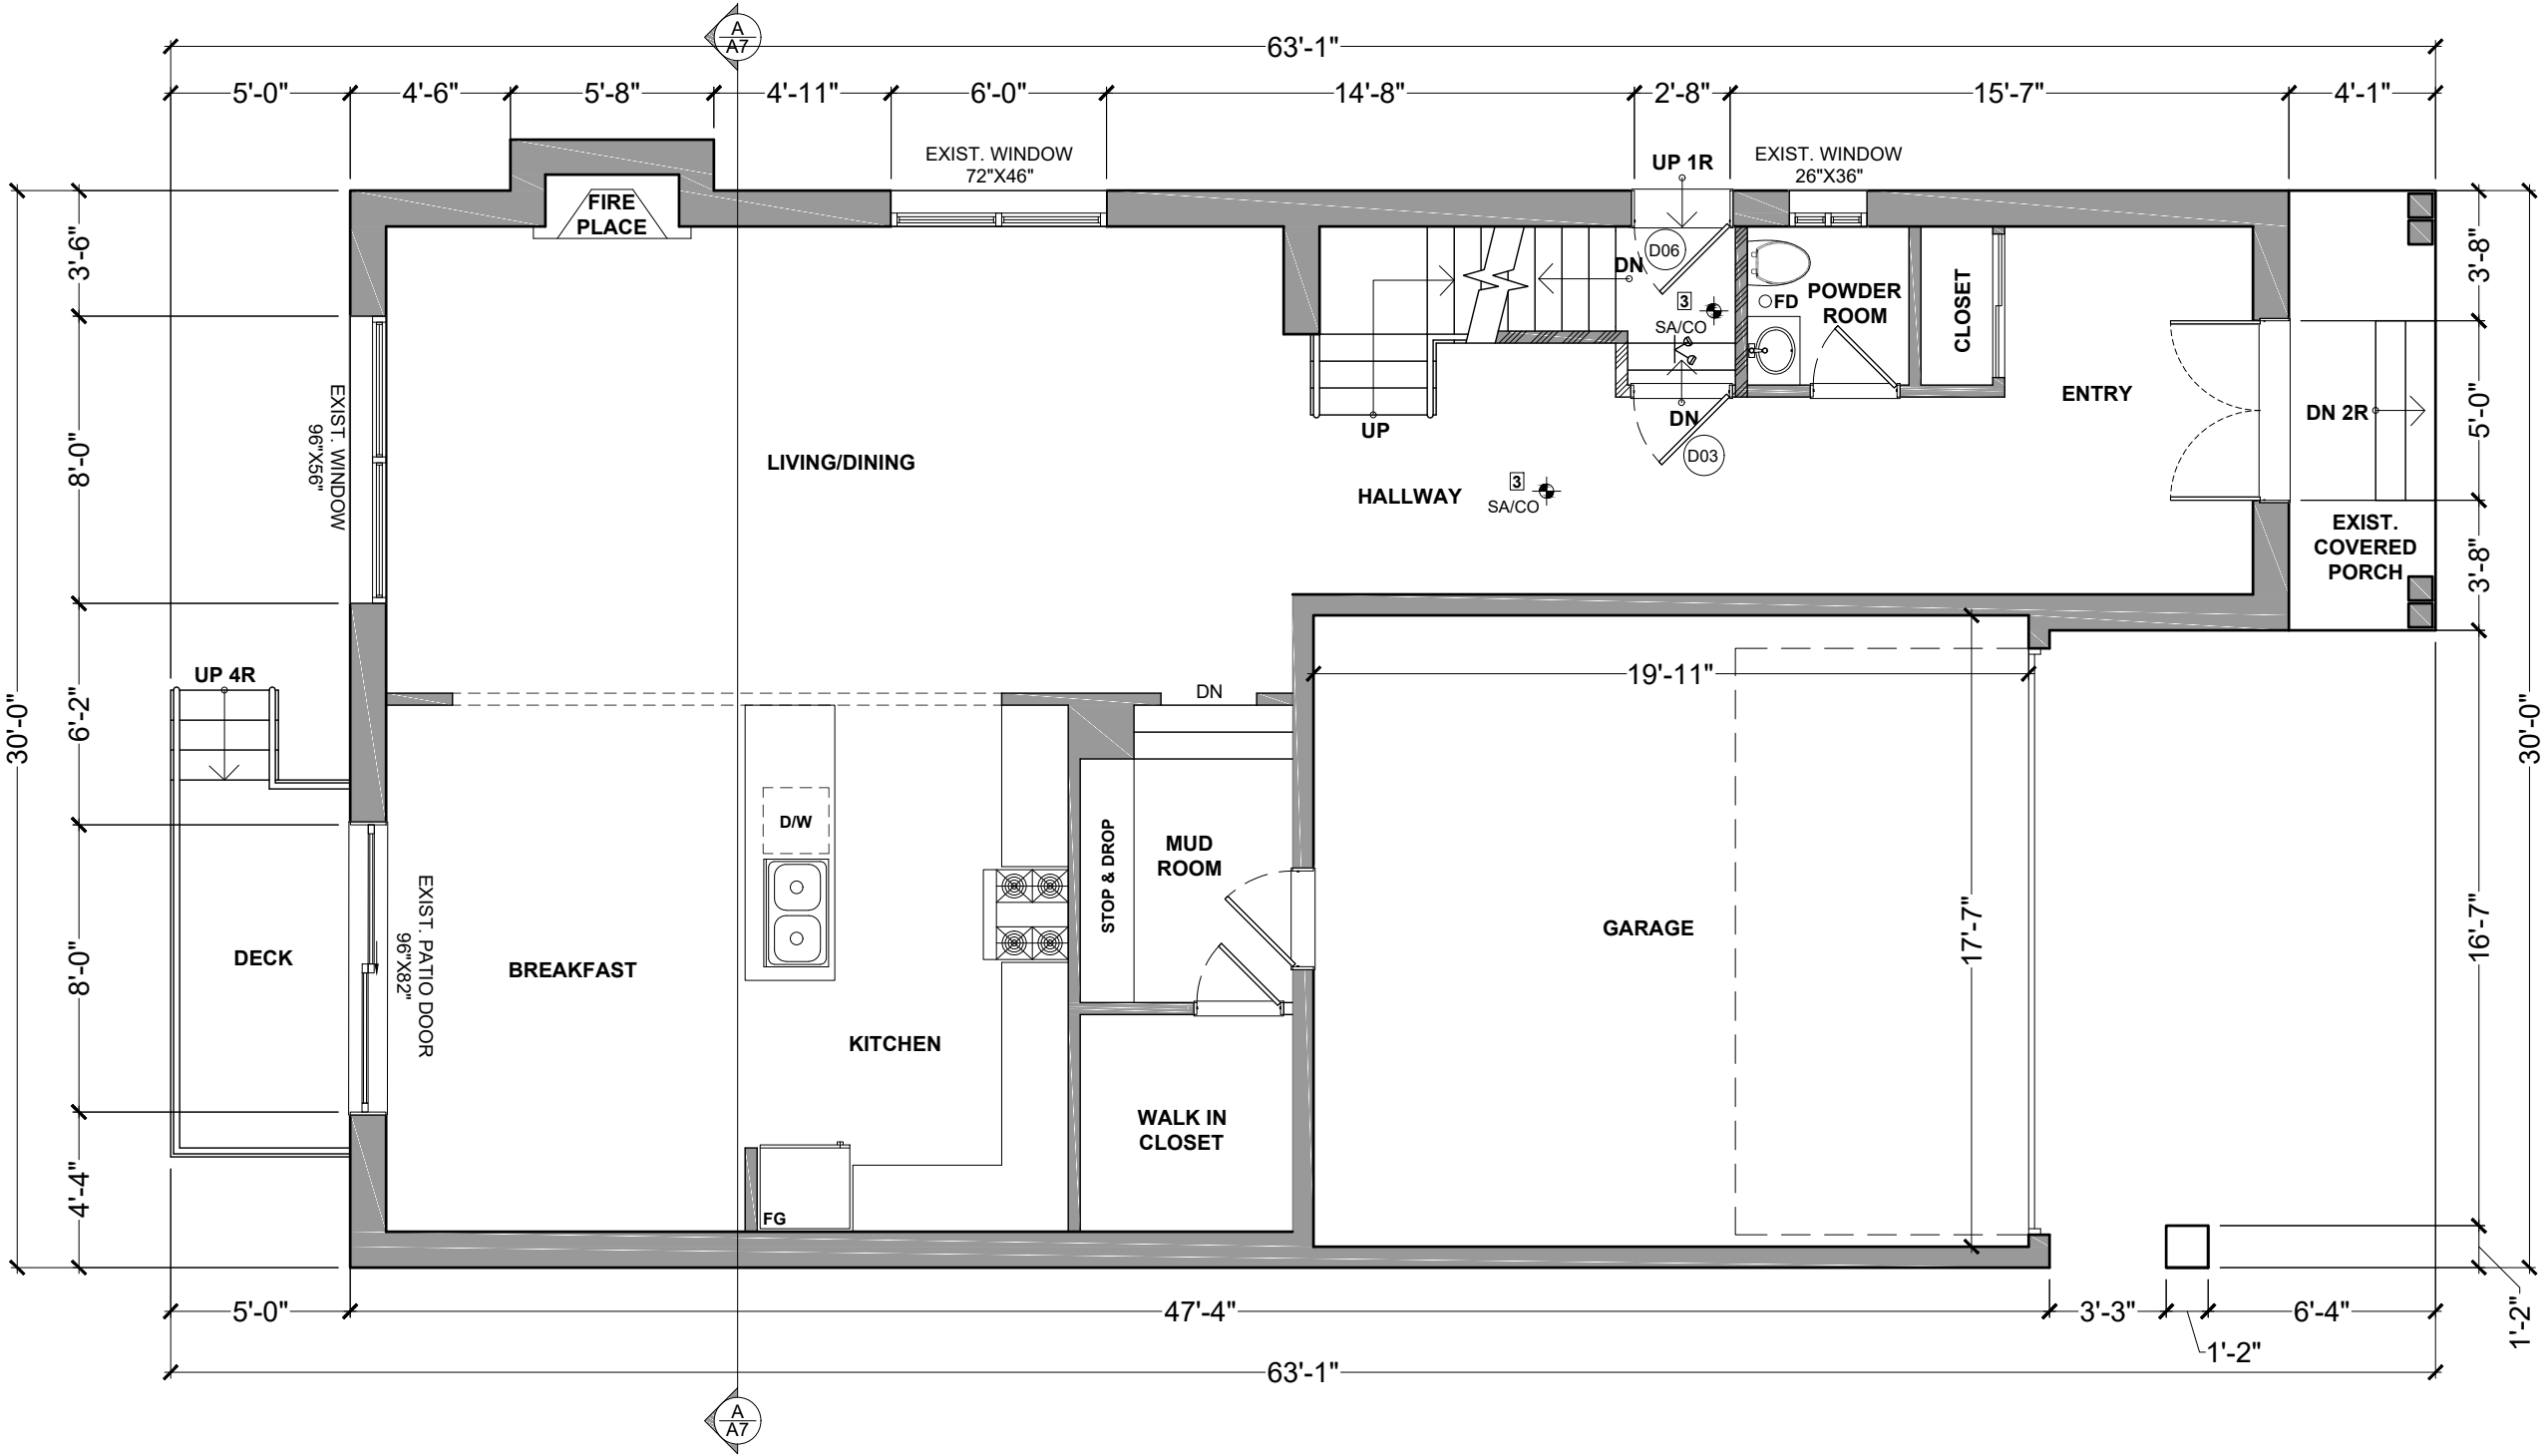 A
A7
63'-1"
5'-0"
4'-6"
5'-8"
4'-11"
6'-0"
14'-8"
2'-8"
15'-7"
4'-1"
EXIST. WINDOW
72"X46"
UP 1R
EXIST. WINDOW
26"X36"
FIRE
PLACE
3'-6"
3'-8"
D06
DN
3
SA/CO
FD
POWDER
ROOM
CLOSET
EXIST. WINDOW
96"X56"
8'-0"
LIVING/DINING
UP
DN
D03
ENTRY
DN 2R
5'-0"
HALLWAY
3
SA/CO
EXIST.
COVERED
PORCH
3'-8"
30'-0"
6'-2"
UP 4R
DN
19'-11"
30'-0"
D/W
STOP & DROP
MUD
ROOM
GARAGE
17'-7"
16'-7"
8'-0"
DECK
EXIST. PATIO DOOR
96"X82"
BREAKFAST
KITCHEN
WALK IN
CLOSET
4'-4"
FG
5'-0"
47'-4"
3'-3"
1'-2"
6'-4"
1'-2"
63'-1"
A
A7